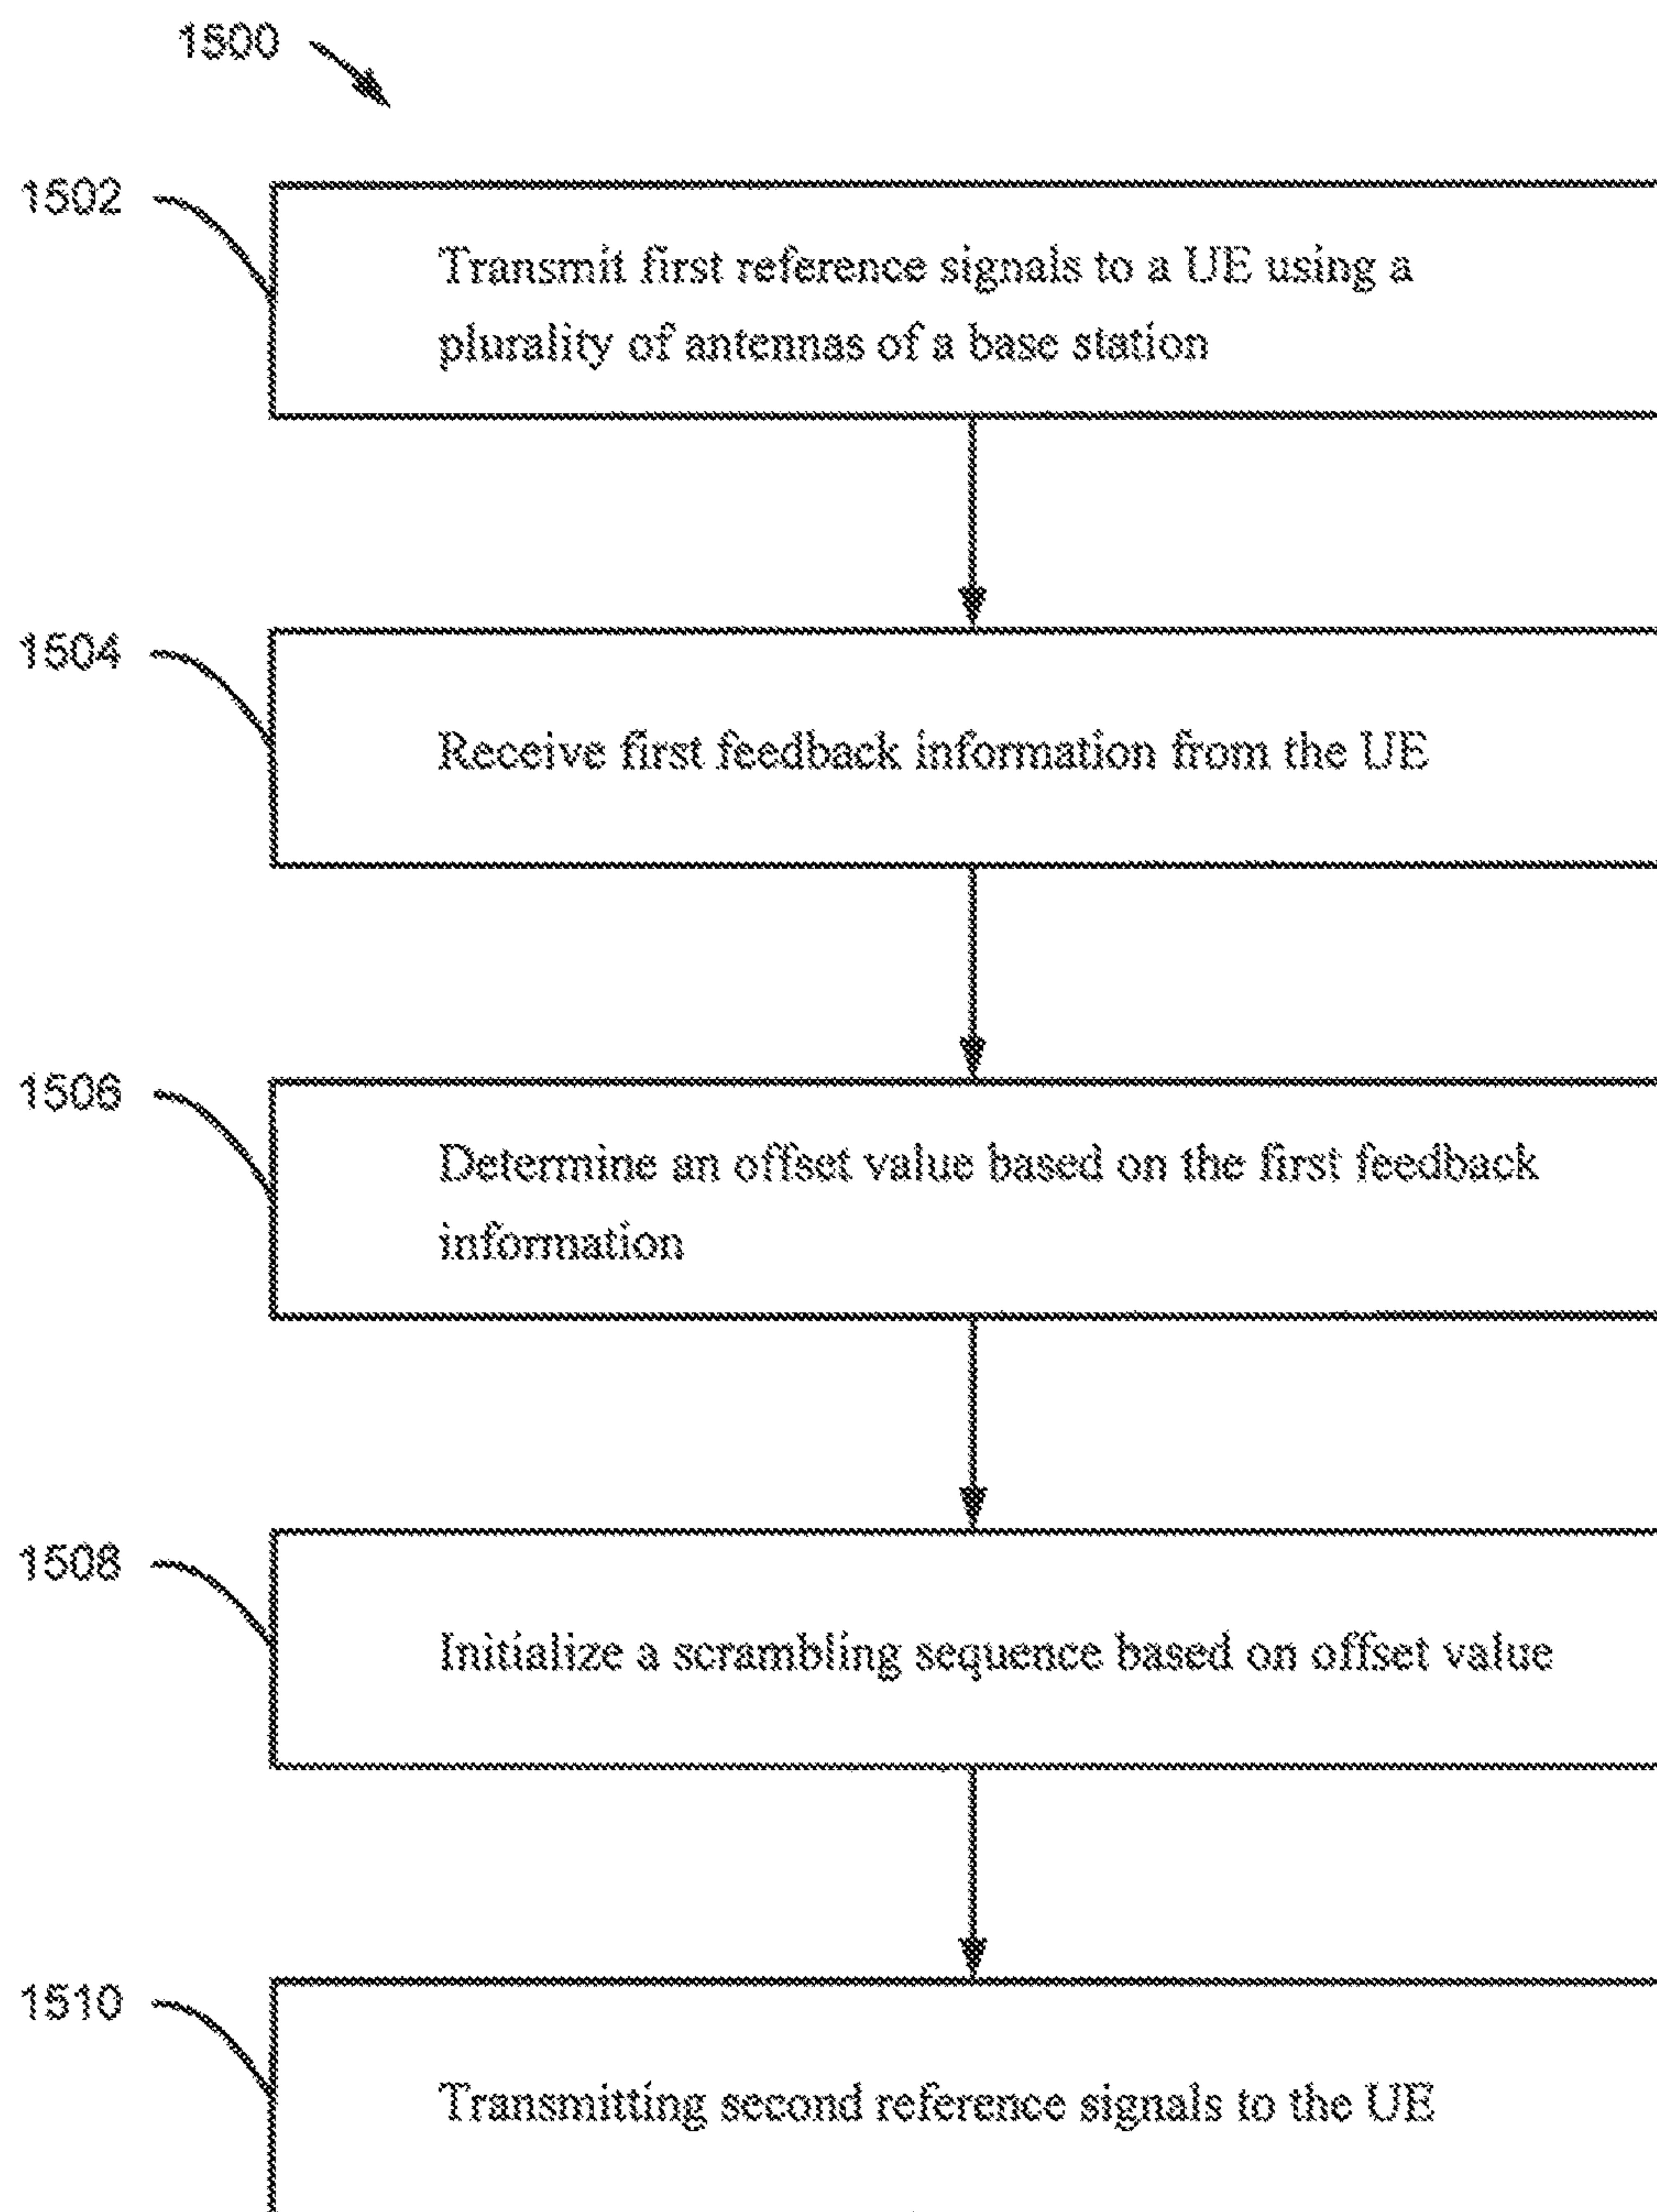 1500
1502
Transmit first reference signals to a UE using a
plurality of antennas of a base station
1504
Receive first feedback information from the UE
1506
Determine an offset value based on the first feedback
information
1508
Initialize a scrambling sequence based on offset value
1510
Transmitting second reference signals to the UE